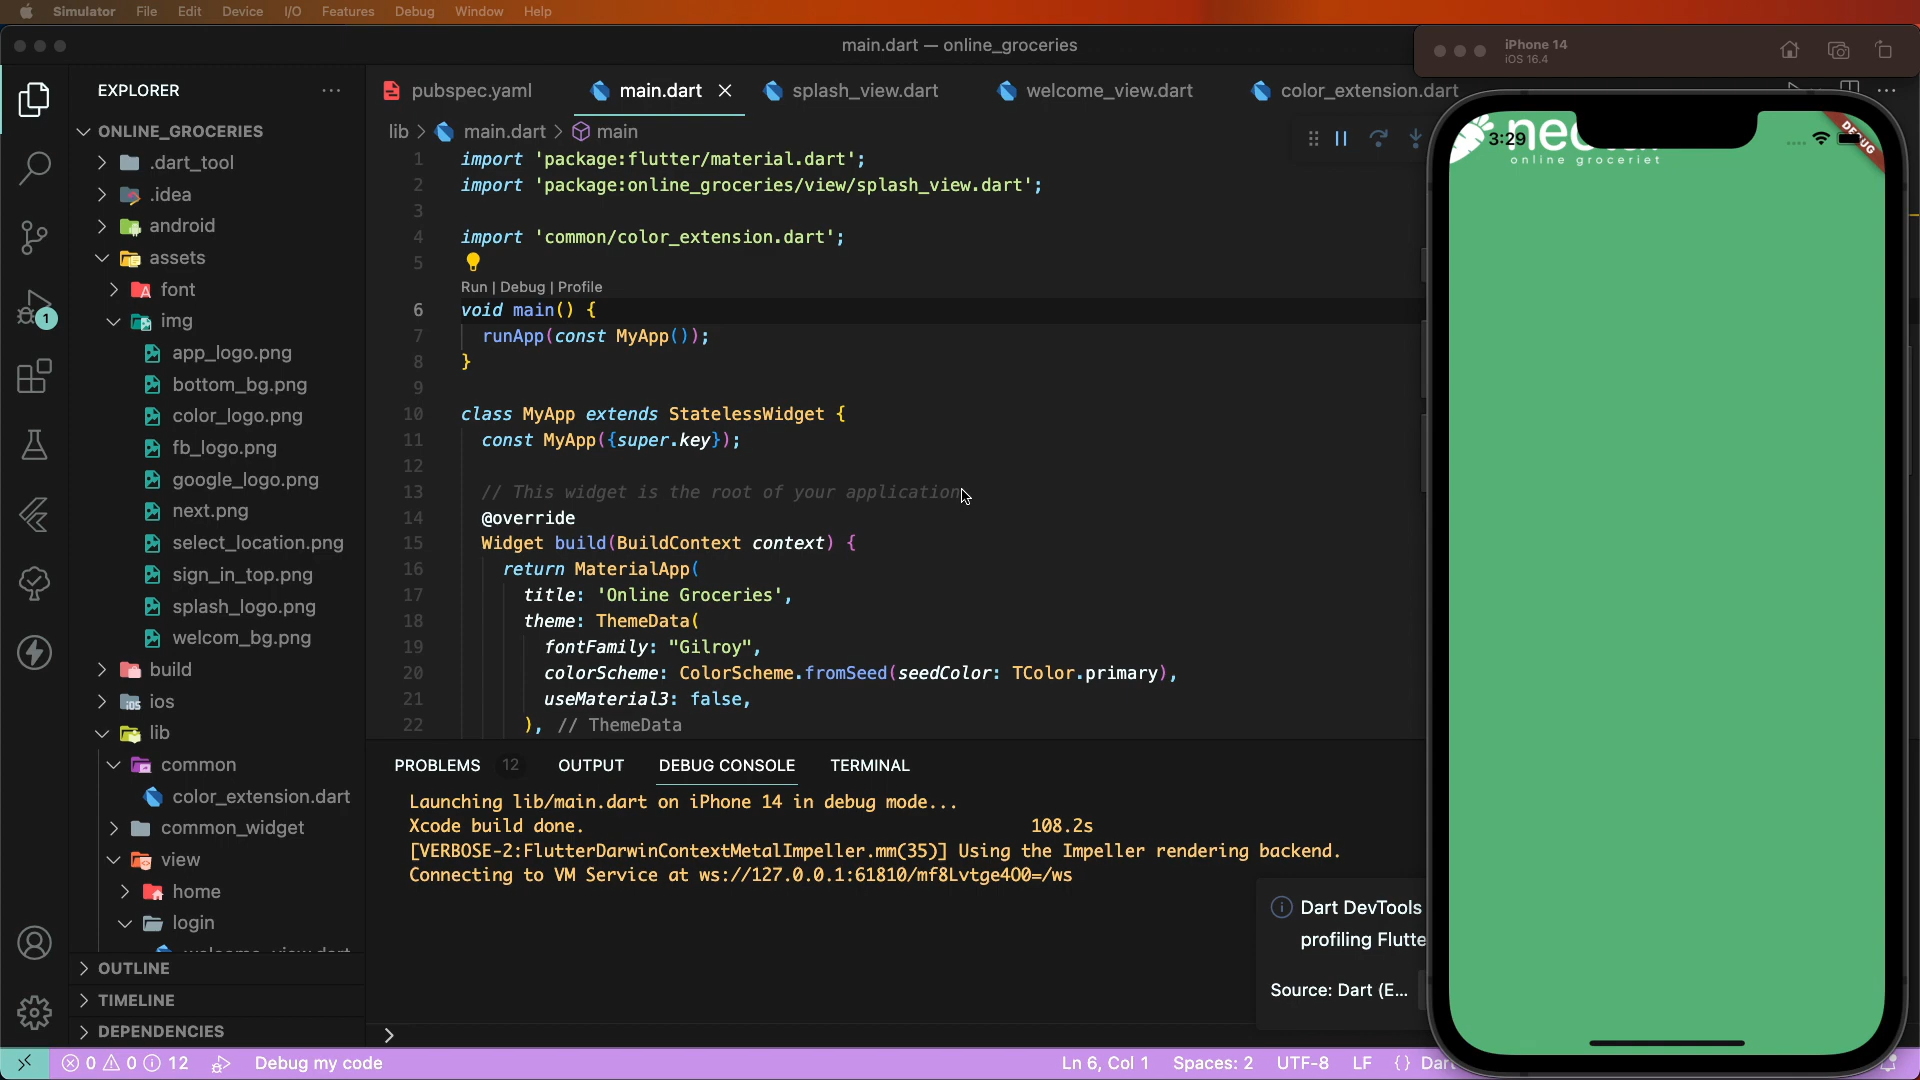 Simulator File Edit Device I/O Features Debug Window Help
main.dart — online_groceries
iPhone 14
iOS 16.4
EXPLORER
pubspec.yaml main.dart splash_view.dart welcome_view.dart color_extension.dart
lib > main.dart > main
ONLINE_GROCERIES
.dart_tool
.idea
android
assets
font
img
app_logo.png
bottom_bg.png
color_logo.png
fb_logo.png
google_logo.png
next.png
select_location.png
sign_in_top.png
splash_logo.png
welcom_bg.png
build
ios
lib
common
color_extension.dart
common_widget
view
home
login
welcome_view.dart
OUTLINE
TIMELINE
DEPENDENCIES
1
1 import 'package:flutter/material.dart';
2 import 'package:online_groceries/view/splash_view.dart';
3
4 import 'common/color_extension.dart';
5
Run | Debug | Profile
6 void main() {
7 runApp(const MyApp());
8 }
9
10 class MyApp extends StatelessWidget {
11 const MyApp({super.key});
12
13 // This widget is the root of your application
14 @override
15 Widget build(BuildContext context) {
16 return MaterialApp(
17 title: 'Online Groceries',
18 theme: ThemeData(
19 fontFamily: "Gilroy",
20 colorScheme: ColorScheme.fromSeed(seedColor: TColor.primary),
21 useMaterial3: false,
22 ), // ThemeData
PROBLEMS 12 OUTPUT DEBUG CONSOLE TERMINAL
Launching lib/main.dart on iPhone 14 in debug mode...
Xcode build done. 108.2s
[VERBOSE-2:FlutterDarwinContextMetalImpeller.mm(35)] Using the Impeller rendering backend.
Connecting to VM Service at ws://127.0.0.1:61810/mf8Lvtge4O0=/ws
Dart DevTools
profiling Flutte
Source: Dart (E...
3:29
online groceriet
DEBUG
0 0 12 Debug my code Ln 6, Col 1 Spaces: 2 UTF-8 LF {} Dart